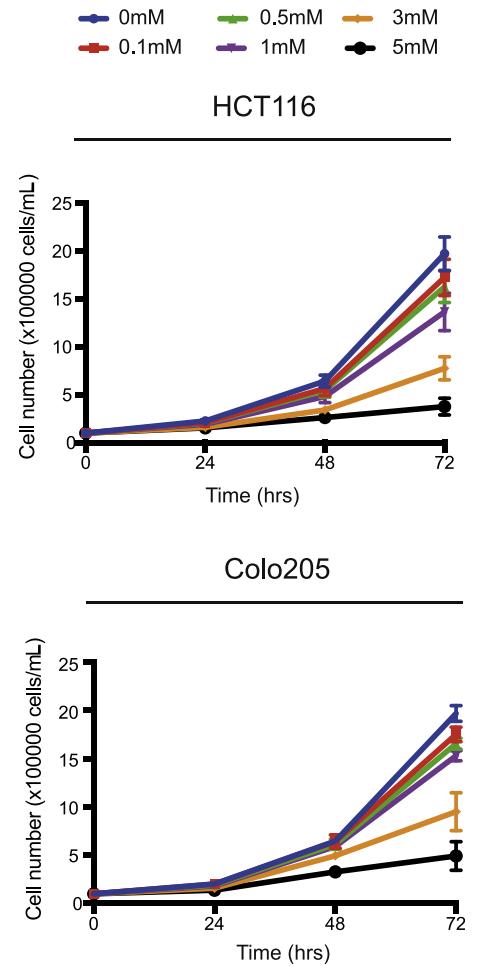 0mM 0.5mM 3mM
0.1mM 1mM 5mM
HCT116
Cell number (x100000 cells/mL)
25
20
15
10
5
0
0 24 48 72
Time (hrs)
Colo205
Cell number (x100000 cells/mL)
25
20
15
10
5
0
0 24 48 72
Time (hrs)